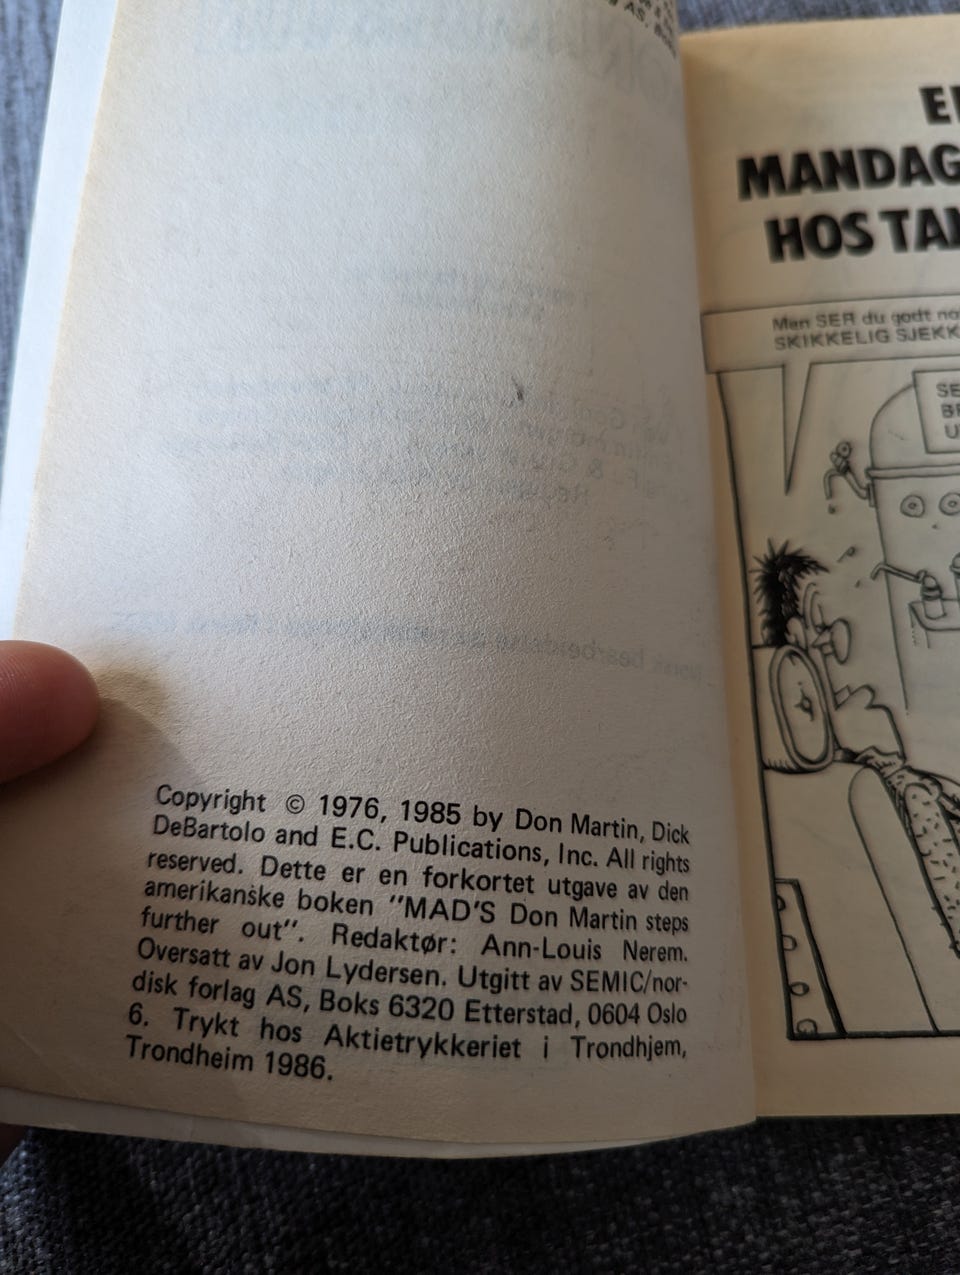 Copyright © 1976, 1985 by Don Martin, Dick
DeBartolo and E.C. Publications, Inc. All rights
reserved. Dette er en forkortet utgave av den
amerikanske boken "MAD'S Don Martin steps
further out". Redaktør: Ann-Louis Nerem.
Oversatt av Jon Lydersen. Utgitt av SEMIC/nor-
disk forlag AS, Boks 6320 Etterstad, 0604 Oslo
6. Trykt hos Aktietrykkeriet i Trondhjem,
Trondheim 1986.
MANDAG
HOS
Men SER du godt
SKIKKELIG SJEKK